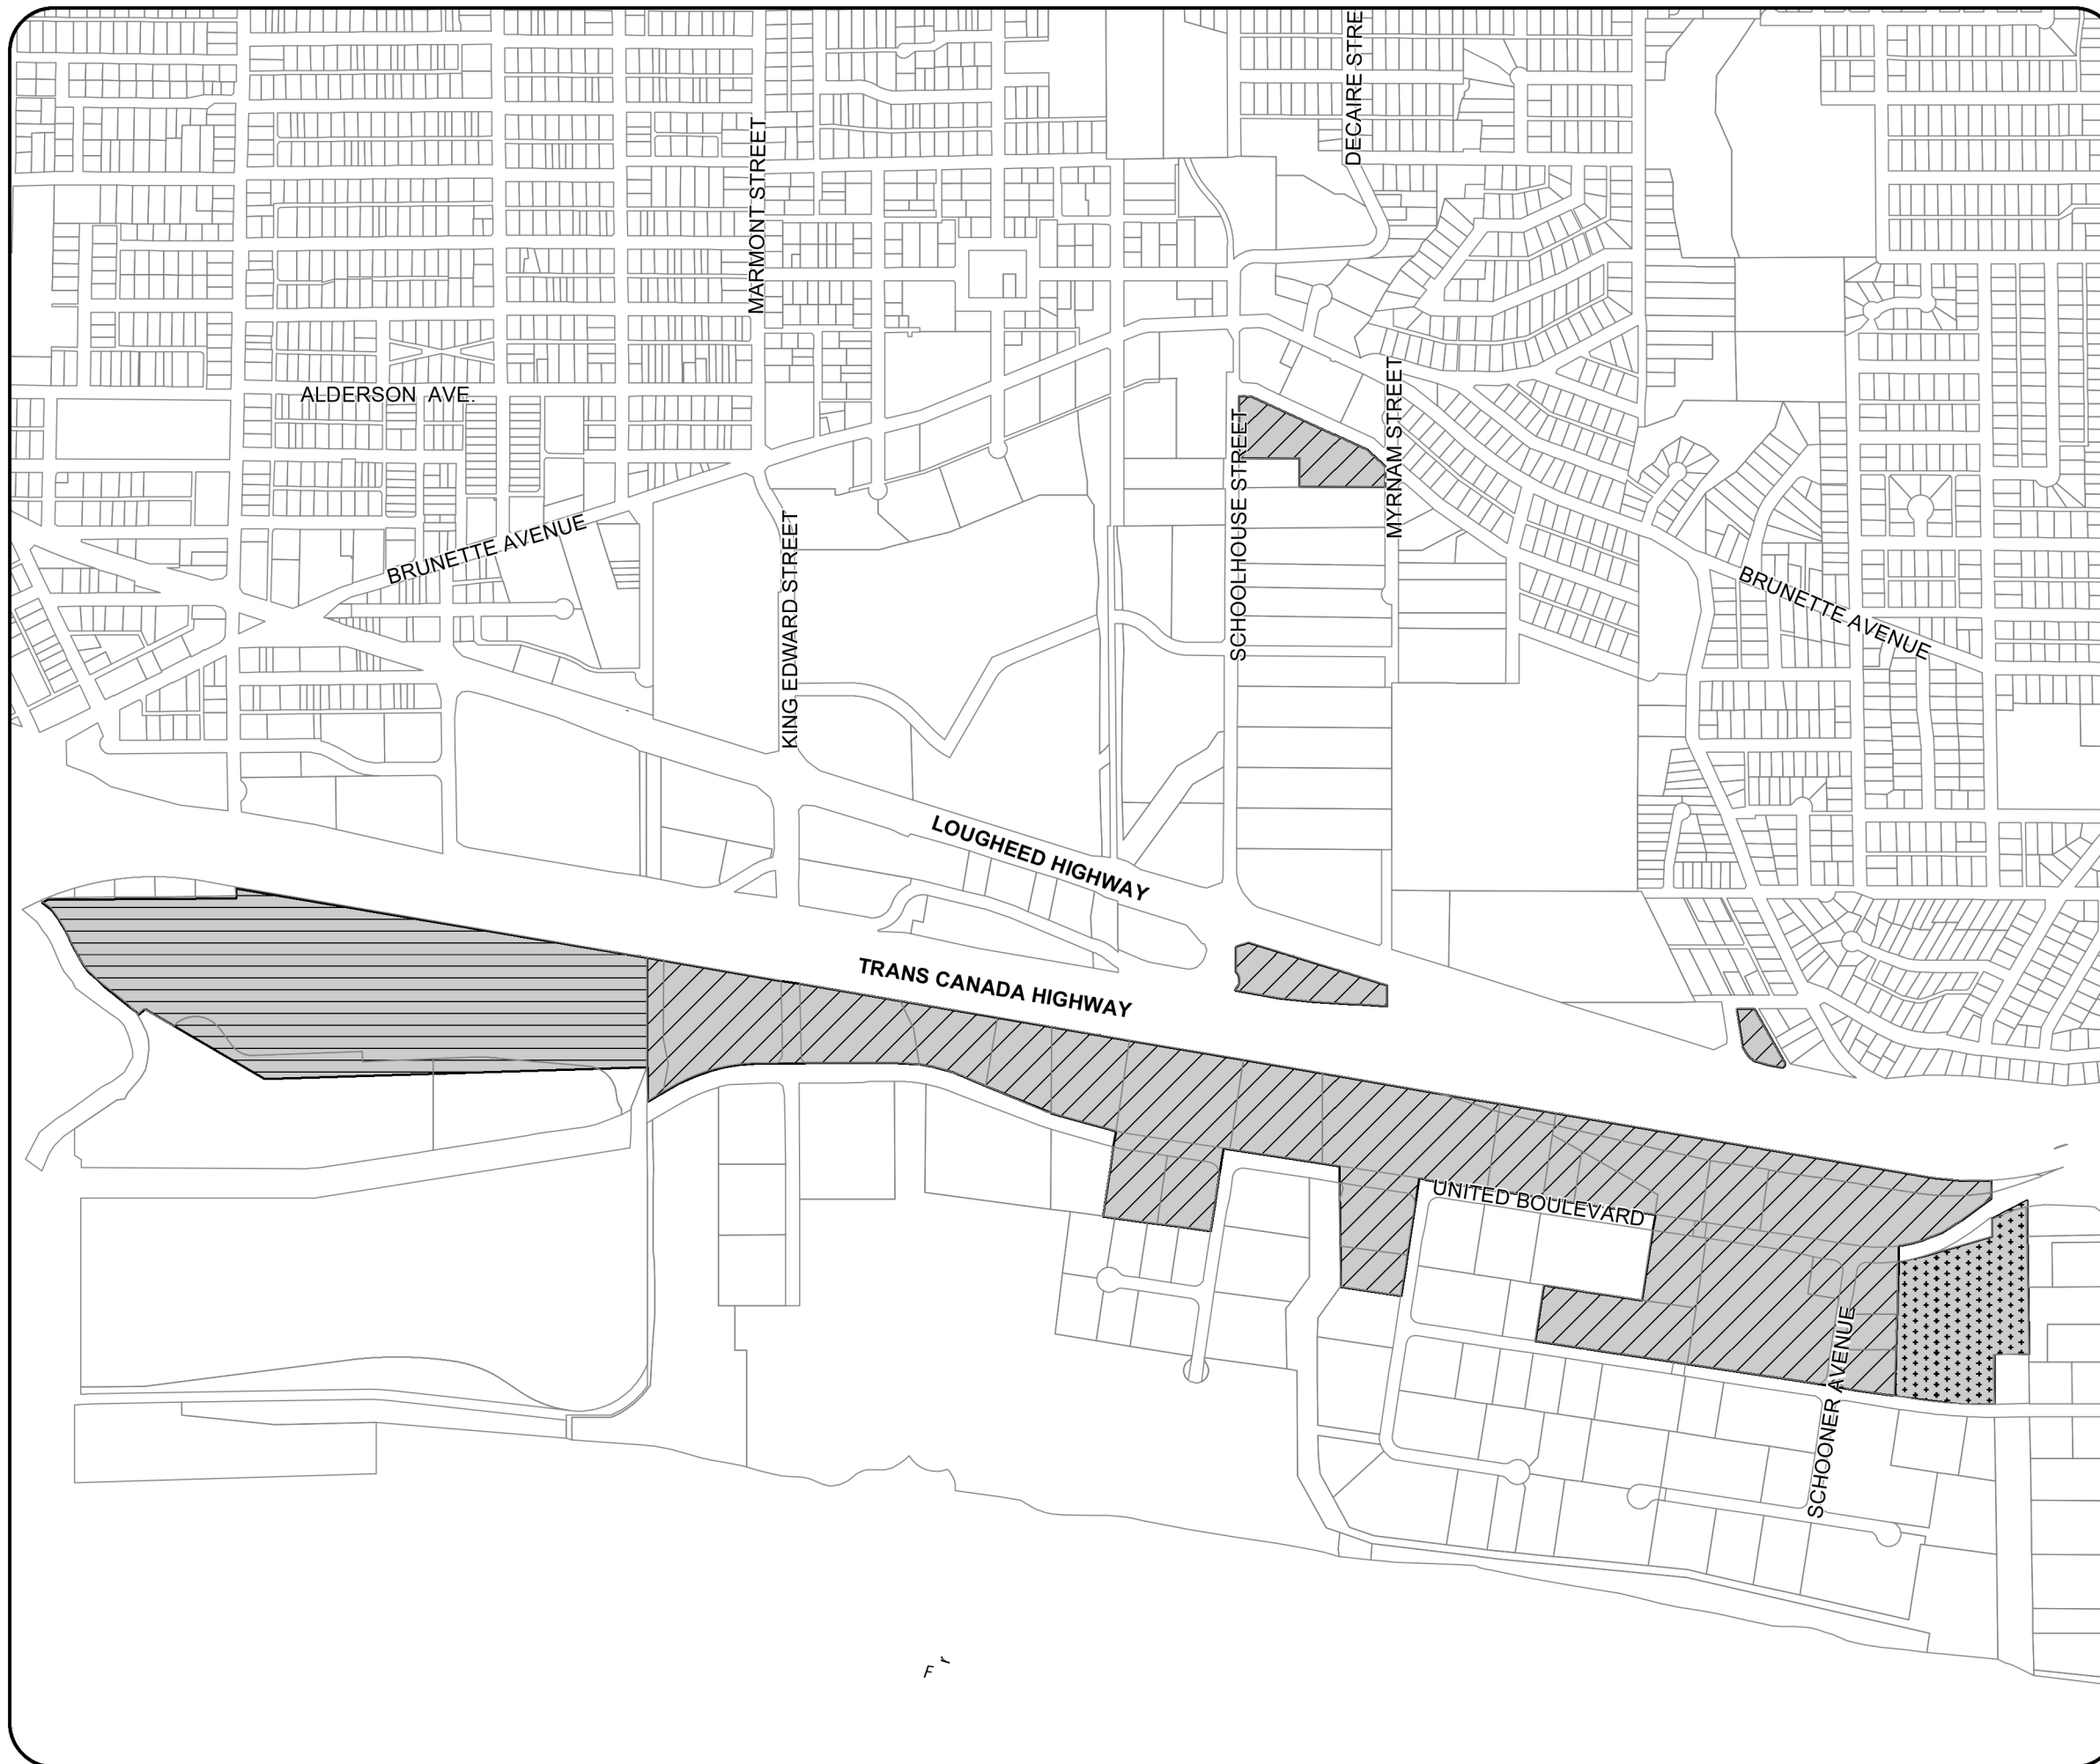 DECAIRE STRE
MARMONT STREET
ALDERSON AVE.
MYRNAM STREET
SCHOOLHOUSE STREET
BRUNETTE AVENUE
KING EDWARD STREET
BRUNETTE AVENUE
LOUGHEED HIGHWAY
TRANS CANADA HIGHWAY
UNITED BOULEVARD
SCHOONER AVENUE
F r